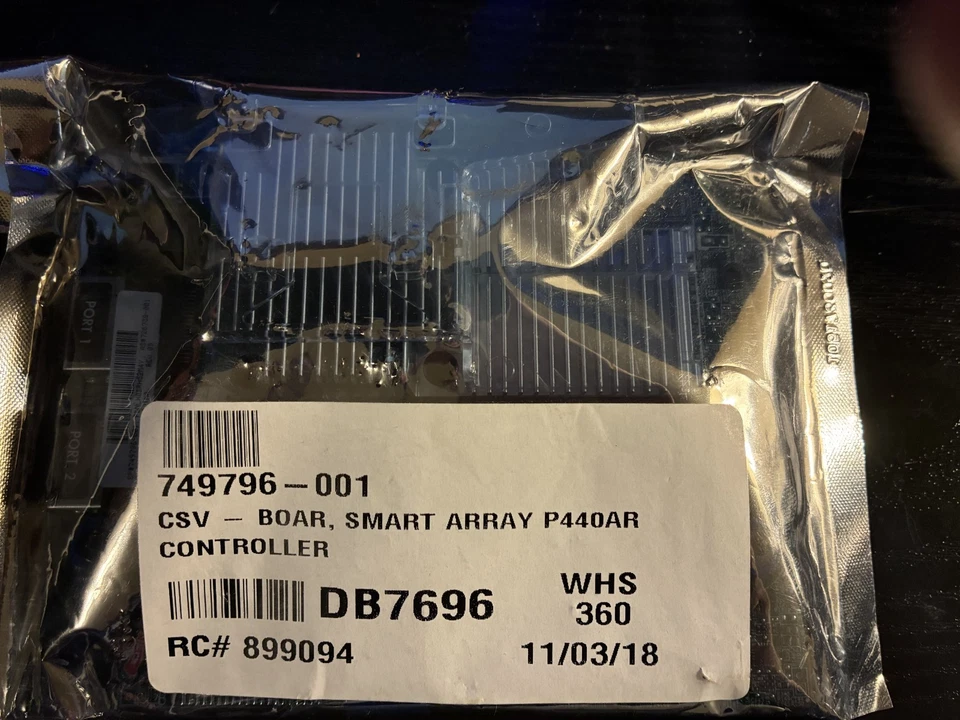 PORT 1
PORT 2
749796-001
CSV - BOAR, SMART ARRAY P440AR
CONTROLLER
DB7696
WHS
360
RC# 899094
11/03/18